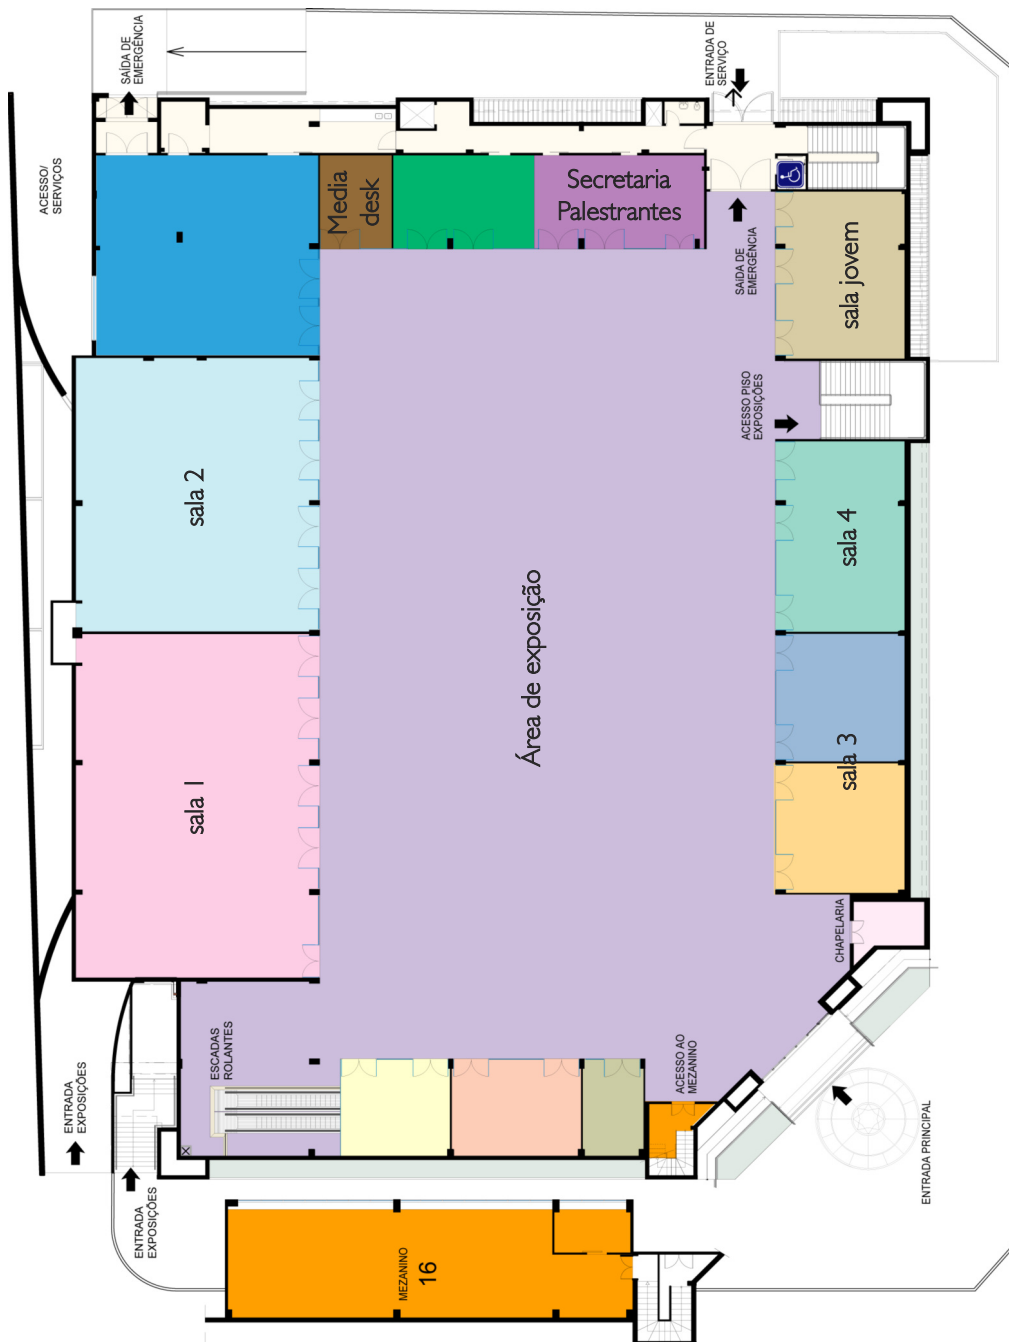 SAÍDA DE
EMERGÊNCIA
ENTRADA DE
SERVIÇO
ACESSO/
SERVIÇOS
Media
desk
Secretaria
Palestrantes
SAÍDA DE
EMERGÊNCIA
sala jovem
ACESSO PISO
EXPOSIÇÕES
sala 2
sala 4
Área de exposição
sala 1
sala 3
CHAPELARIA
ESCADAS
ROLANTES
ACESSO AO
MEZANINO
ENTRADA
EXPOSIÇÕES
ENTRADA
EXPOSIÇÕES
ENTRADA PRINCIPAL
MEZANINO
16